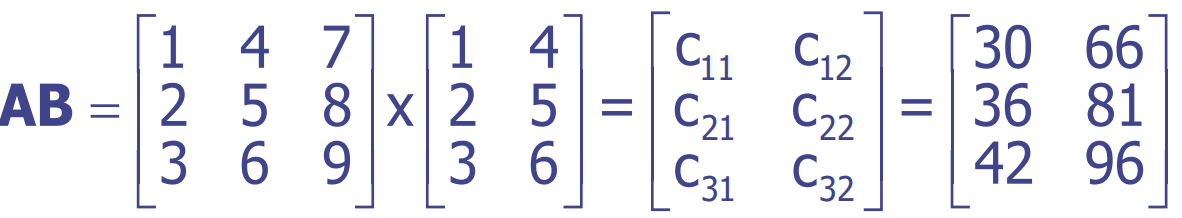 1 4 7 1 4 c11 c12 30 66
AB = 2 5 8 x 2 5 = c21 c22 = 36 81
3 6 9 3 6 c31 c32 42 96